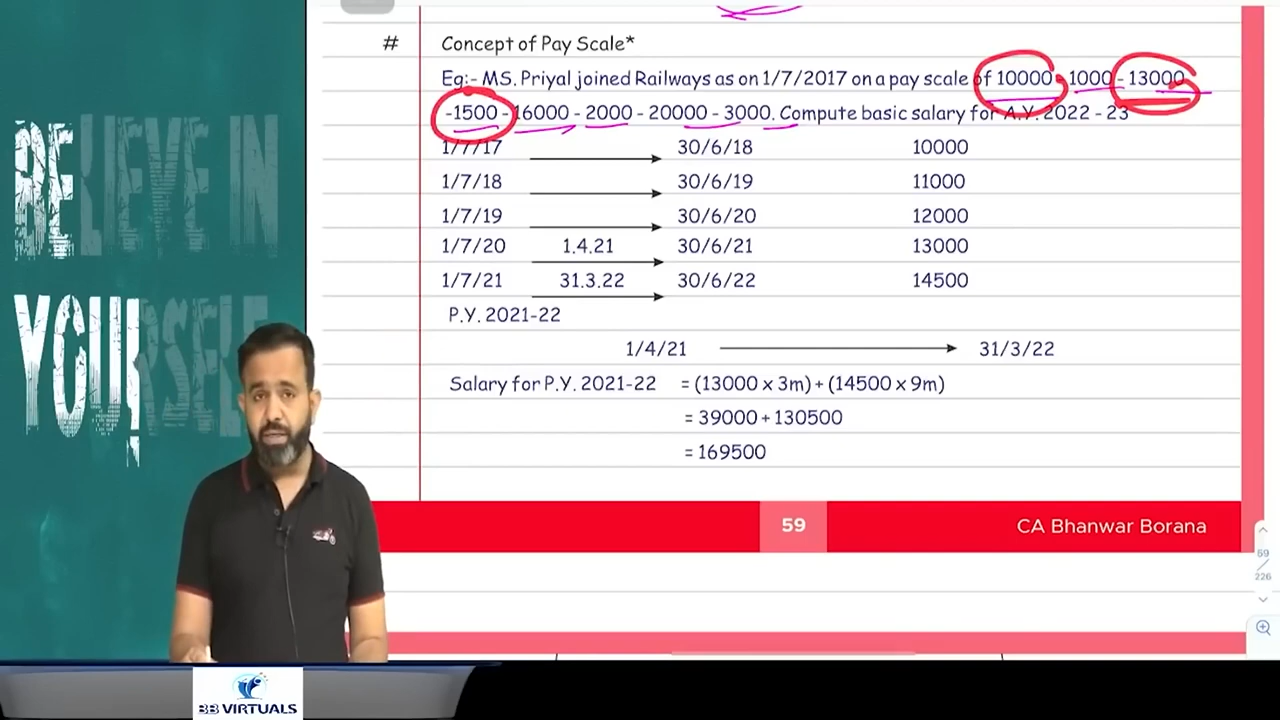 BELIEVE IN
YOURSELF
# Concept of Pay Scale*
Eg:- MS. Priyal joined Railways as on 1/7/2017 on a pay scale of 10000 - 1000 - 13000
-1500 - 16000 - 2000 - 20000 - 3000. Compute basic salary for A.Y. 2022 - 23
1/7/17 30/6/18 10000
1/7/18 30/6/19 11000
1/7/19 30/6/20 12000
1/7/20 1.4.21 30/6/21 13000
1/7/21 31.3.22 30/6/22 14500
P.Y. 2021-22
1/4/21 31/3/22
Salary for P.Y. 2021-22 = (13000 x 3m) + (14500 x 9m)
= 39000 + 130500
= 169500
59 CA Bhanwar Borana
59
/
226
BB VIRTUALS